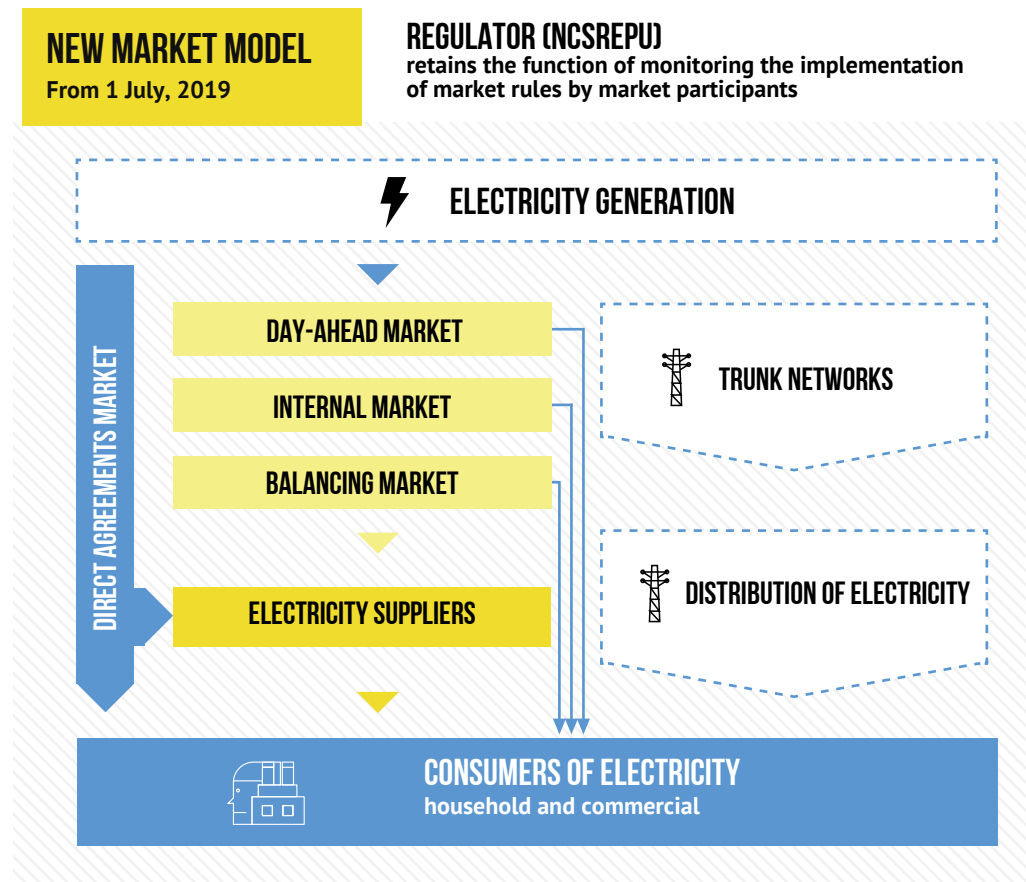 NEW MARKET MODEL
From 1 July, 2019
REGULATOR (NCSREPU)
retains the function of monitoring the implementation
of market rules by market participants
ELECTRICITY GENERATION
DIRECT AGREEMENTS MARKET
DAY-AHEAD MARKET
INTERNAL MARKET
BALANCING MARKET
ELECTRICITY SUPPLIERS
TRUNK NETWORKS
DISTRIBUTION OF ELECTRICITY
CONSUMERS OF ELECTRICITY
household and commercial